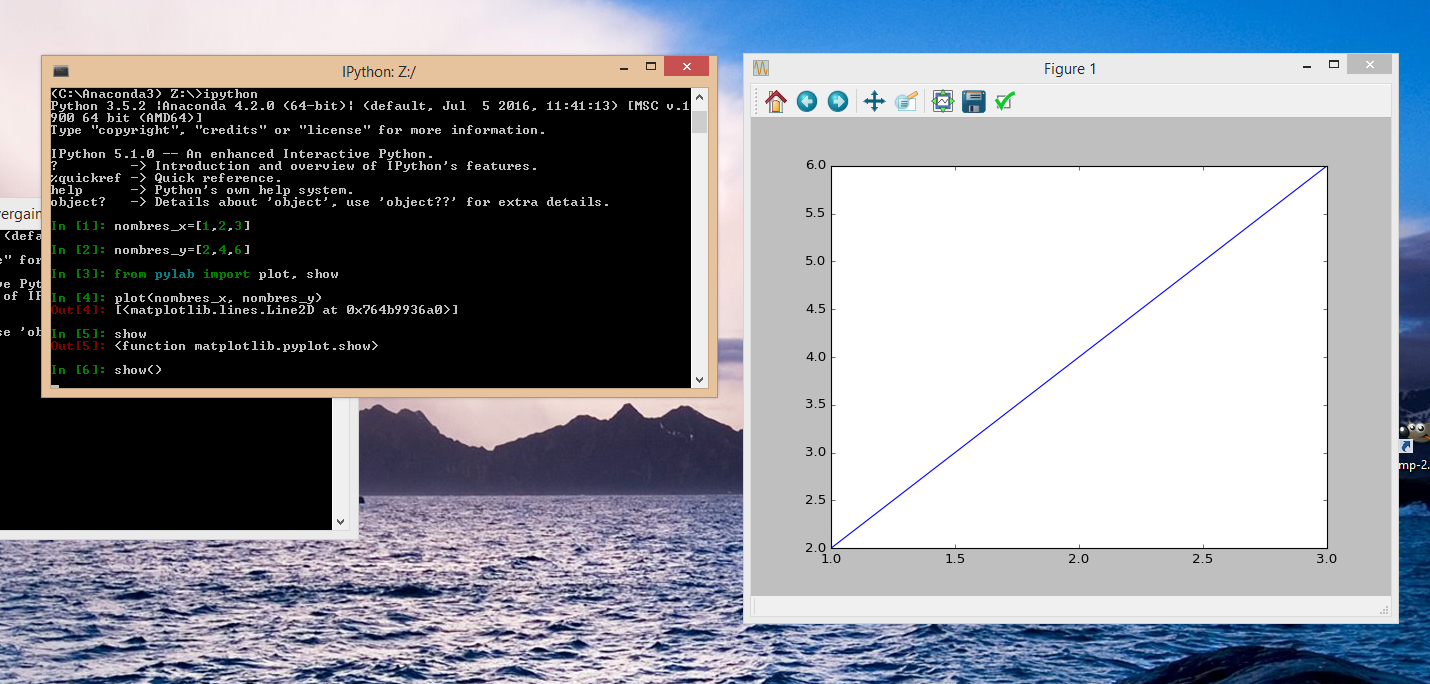 IPython: Z:/
(C:\Anaconda3) Z:\>ipython
Python 3.5.2 |Anaconda 4.2.0 (64-bit)| (default, Jul  5 2016, 11:41:13) [MSC v.1
900 64 bit (AMD64)]
Type "copyright", "credits" or "license" for more information.
IPython 5.1.0 -- An enhanced Interactive Python.
?         -> Introduction and overview of IPython's features.
%quickref -> Quick reference.
help      -> Python's own help system.
object?   -> Details about 'object', use 'object??' for extra details.
In [1]: nombres_x=[1,2,3]
In [2]: nombres_y=[2,4,6]
In [3]: from pylab import plot, show
In [4]: plot(nombres_x, nombres_y)
Out[4]: [<matplotlib.lines.Line2D at 0x764b9936a0>]
In [5]: show
Out[5]: <function matplotlib.pyplot.show>
In [6]: show()
Figure 1
6.0
5.5
5.0
4.5
4.0
3.5
3.0
2.5
2.0
1.0 1.5 2.0 2.5 3.0
ergain
(defa
e" for
ve Pyt
of IP
se 'ob
mp-2.